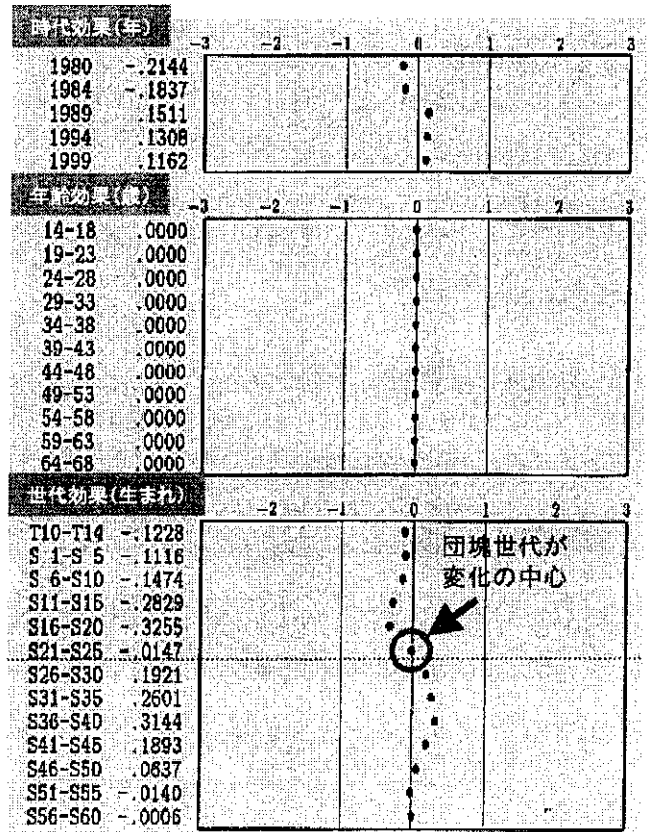 時代効果(年)
-3 -2 -1 0 1 2 3
1980 -.2144
1984 -.1837
1989 .1511
1994 .1308
1999 .1162
年齢効果(歳)
-3 -2 -1 0 1 2 3
14-18 .0000
19-23 .0000
24-28 .0000
29-33 .0000
34-38 .0000
39-43 .0000
44-48 .0000
49-53 .0000
54-58 .0000
59-63 .0000
64-68 .0000
世代効果(生まれ)
-2 -1 0 1 2 3
T10-T14 -.1228
S 1-S 5 -.1116
S 6-S10 -.1474
S11-S15 -.2829
S16-S20 -.3255
S21-S25 -.0147
S26-S30 .1921
S31-S35 .2601
S36-S40 .3144
S41-S45 .1893
S46-S50 .0637
S51-S55 -.0140
S56-S60 -.0006
団塊世代が
変化の中心